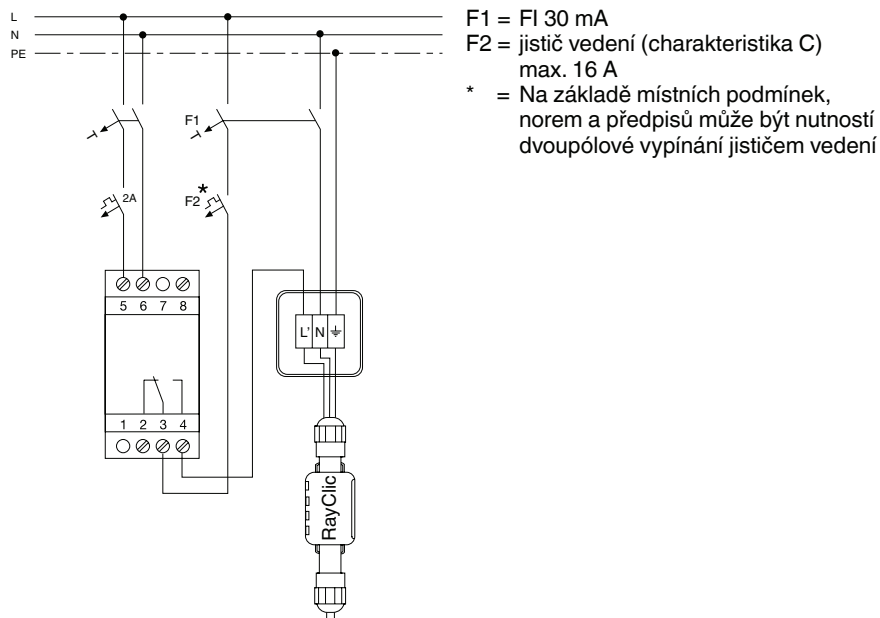 L
N
PE
F1 = FI 30 mA
F2 = jistič vedení (charakteristika C)
max. 16 A
* = Na základě místních podmínek,
norem a předpisů může být nutností
dvoupólové vypínání jističem vedení
F1
2A
F2 *
5 6 7 8
L' N
1 2 3 4
RayClic